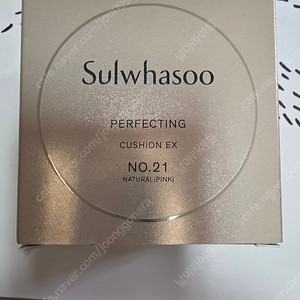 Sulwhasoo
PERFECTING
CUSHION EX
NO.21
NATURAL(PINK)